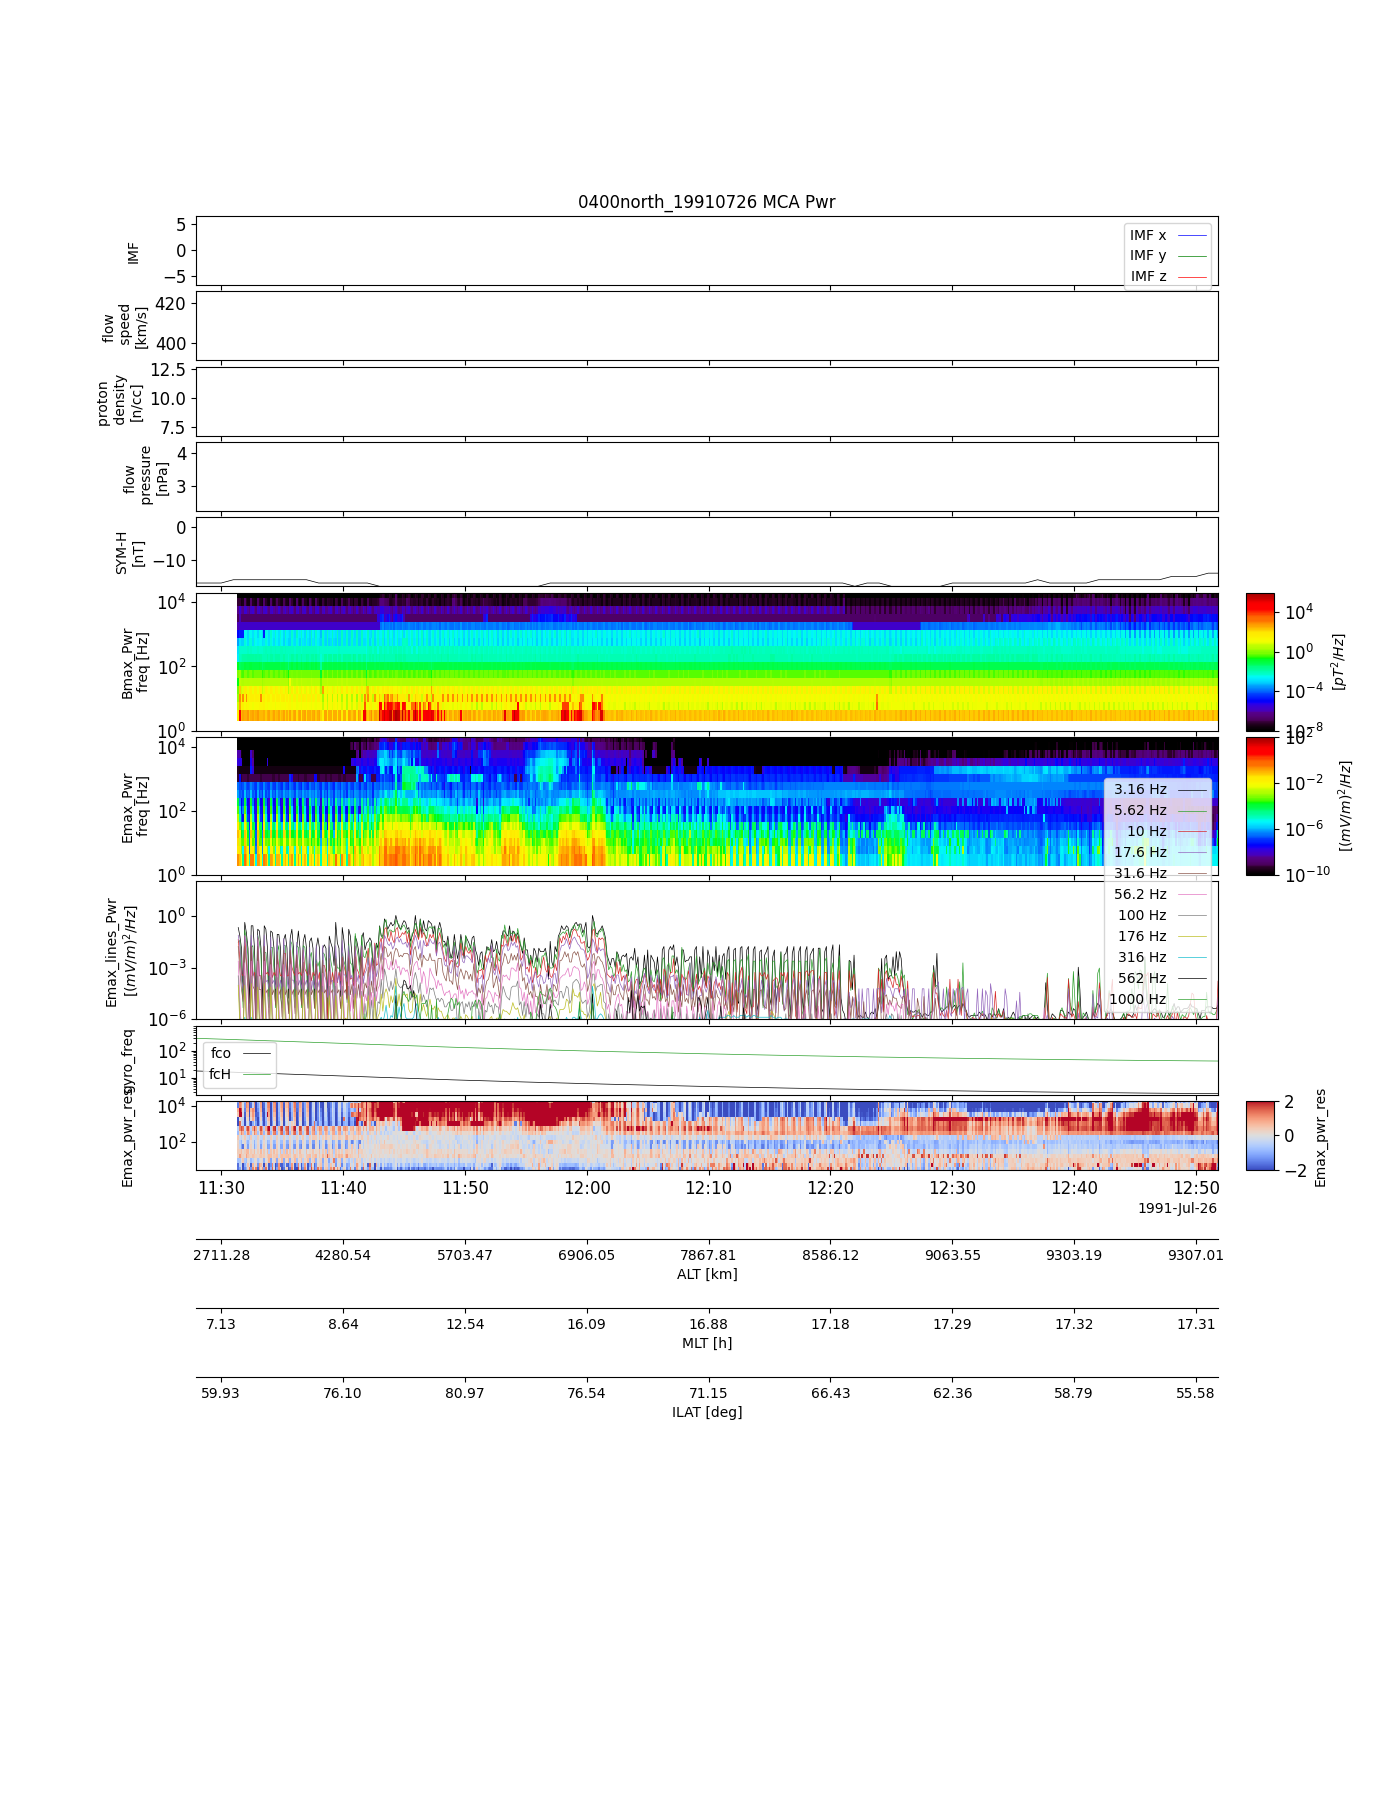 0400north_19910726 MCA Pwr
5
0
−5
IMF
IMF x
IMF y
IMF z
420
400
flow
speed
[km/s]
12.5
10.0
7.5
proton
density
[n/cc]
4
3
flow
pressure
[nPa]
0
−10
SYM-H
[nT]
10^4
10^2
10^0
Bmax_Pwr
freq [Hz]
10^4
10^0
10^-4
10^-8
[pT^2/Hz]
10^4
10^2
10^0
Emax_Pwr
freq [Hz]
10^2
10^-2
10^-6
10^-10
[(mV/m)^2/Hz]
3.16 Hz
5.62 Hz
10 Hz
17.6 Hz
31.6 Hz
56.2 Hz
100 Hz
176 Hz
316 Hz
562 Hz
1000 Hz
10^0
10^-3
10^-6
Emax_lines_Pwr
[(mV/m)^2/Hz]
10^2
10^1
gyro_freq
fco
fcH
10^4
10^2
Emax_pwr_res
2
0
−2
Emax_pwr_res
11:30 11:40 11:50 12:00 12:10 12:20 12:30 12:40 12:50
1991-Jul-26
2711.28 4280.54 5703.47 6906.05 7867.81 8586.12 9063.55 9303.19 9307.01
ALT [km]
7.13 8.64 12.54 16.09 16.88 17.18 17.29 17.32 17.31
MLT [h]
59.93 76.10 80.97 76.54 71.15 66.43 62.36 58.79 55.58
ILAT [deg]